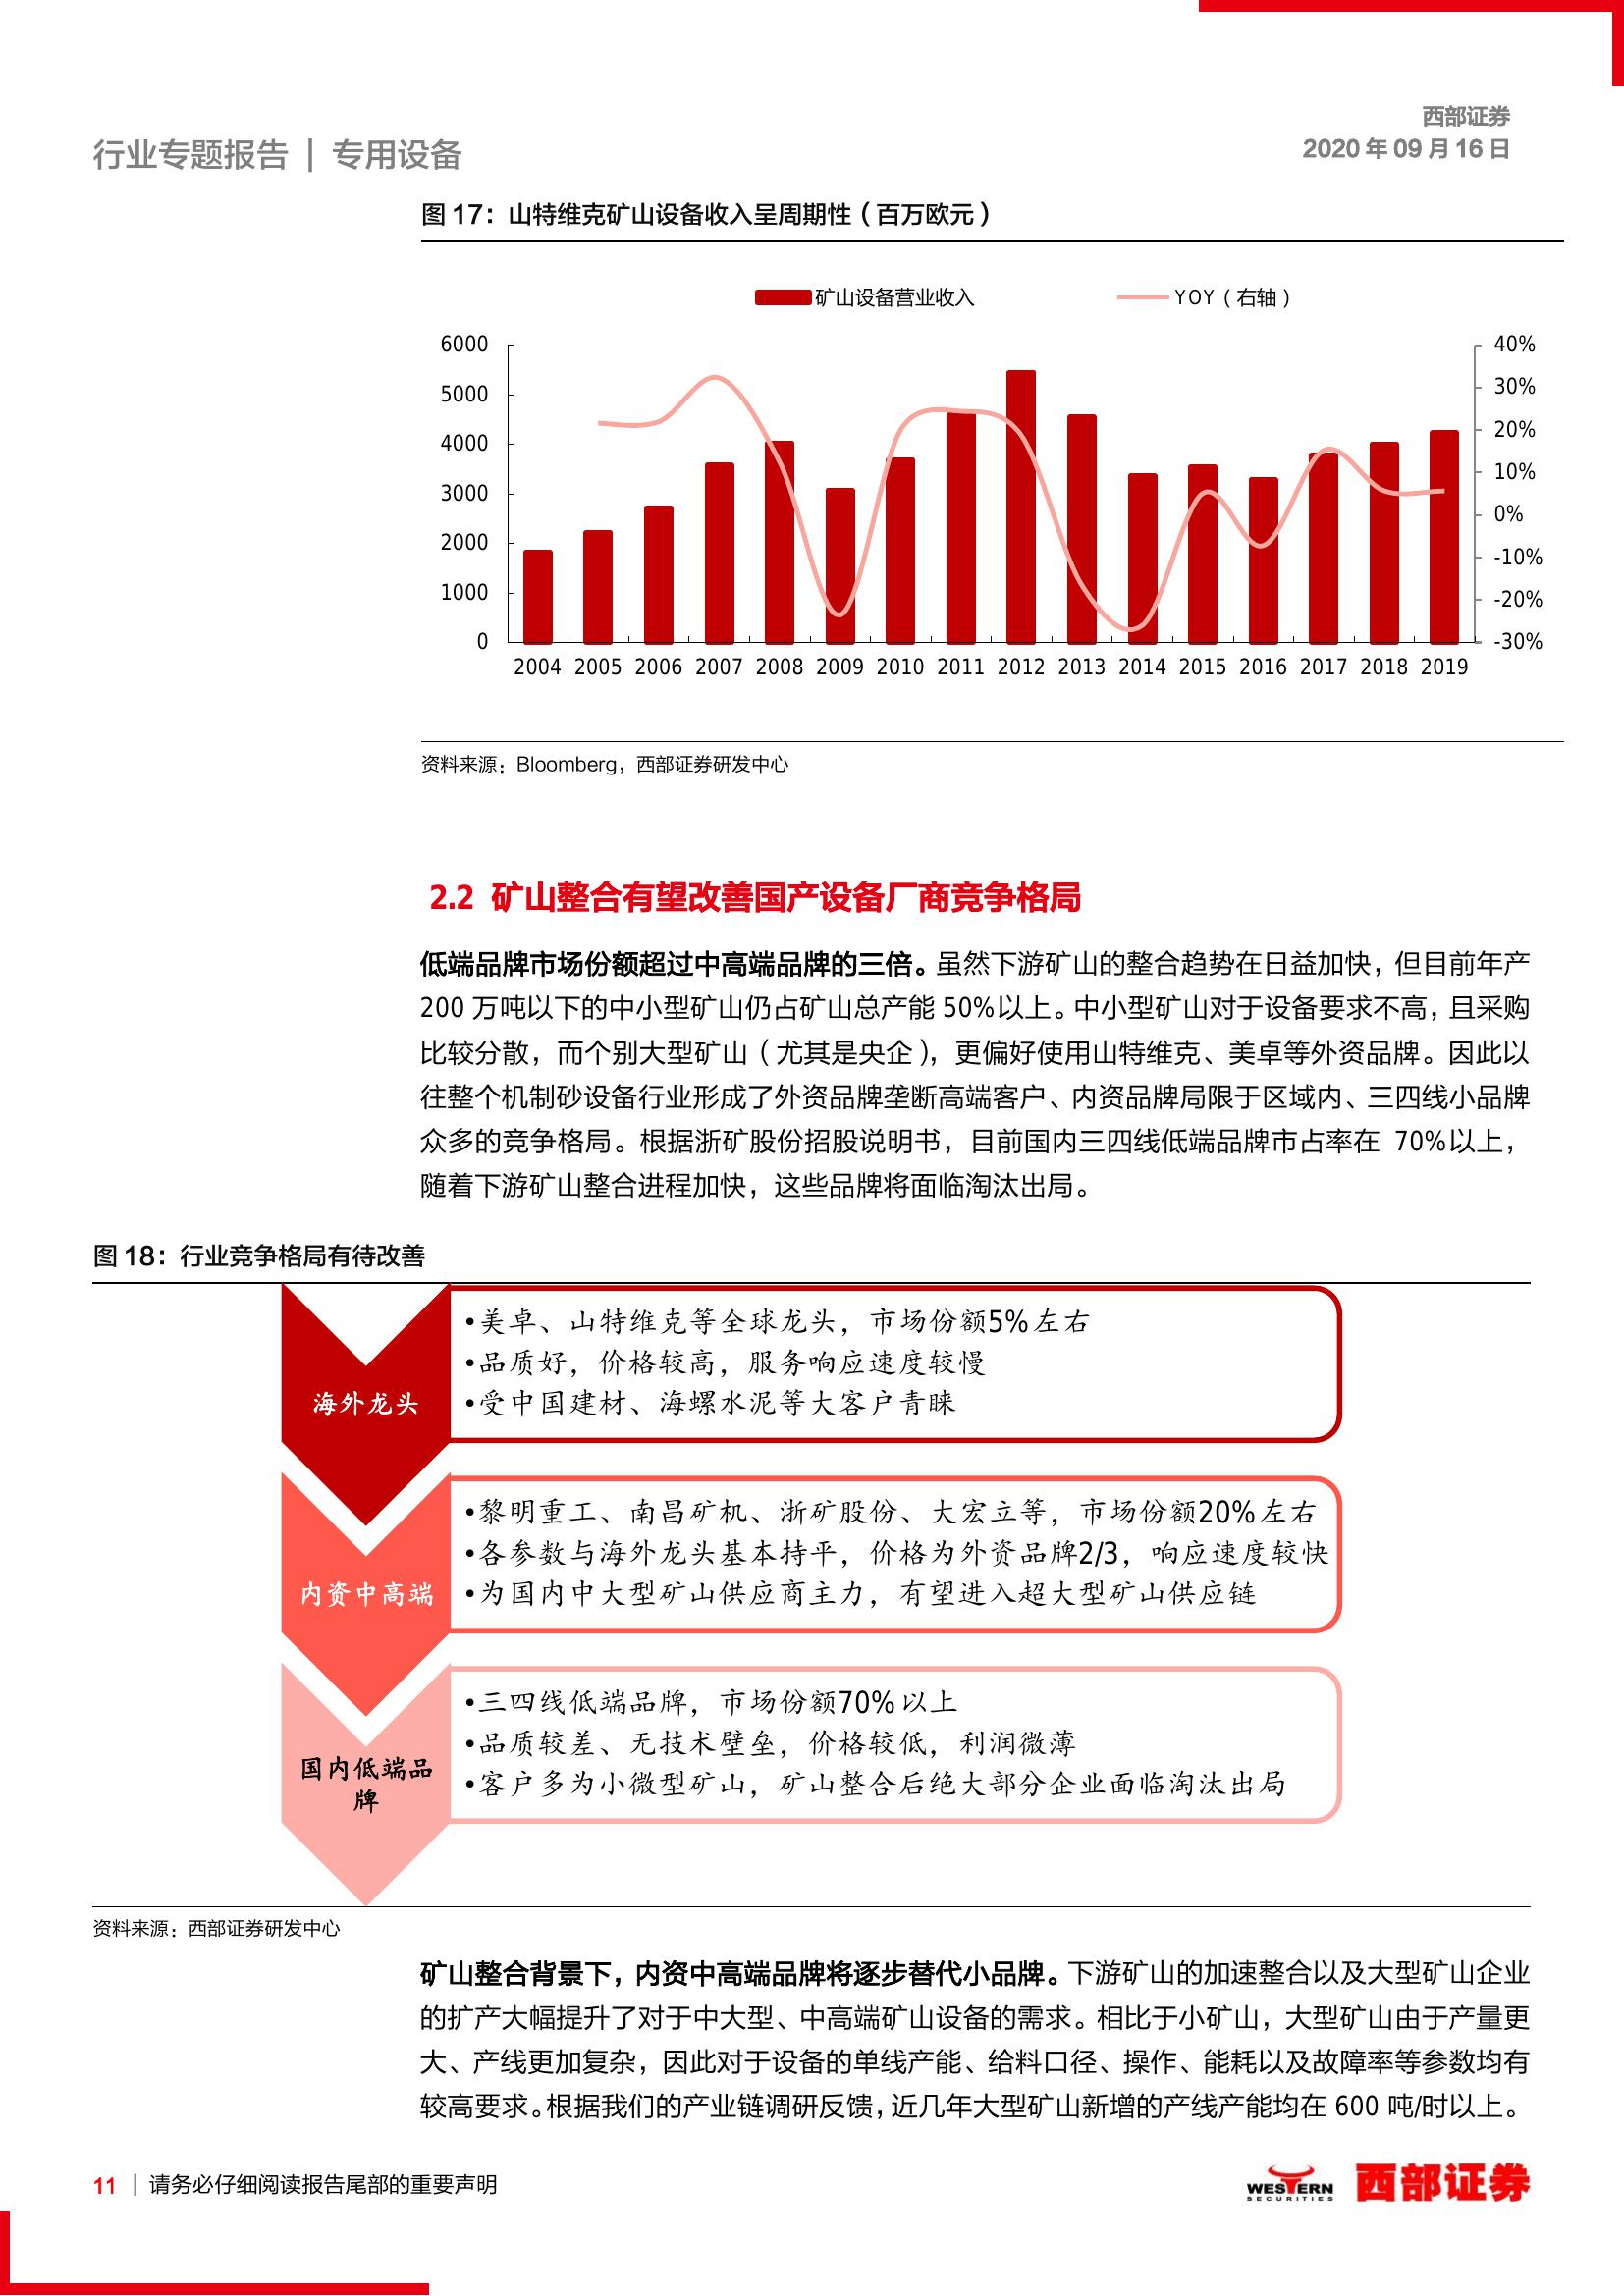 西部证券
行业专题报告 | 专用设备
2020 年 09 月 16 日
图 17：山特维克矿山设备收入呈周期性（百万欧元）
矿山设备营业收入 YOY（右轴）
6000 40%
5000 30%
4000 20%
3000 10%
2000 0%
1000 -10%
0 -20%
-30%
2004 2005 2006 2007 2008 2009 2010 2011 2012 2013 2014 2015 2016 2017 2018 2019
资料来源：Bloomberg，西部证券研发中心
2.2 矿山整合有望改善国产设备厂商竞争格局
低端品牌市场份额超过中高端品牌的三倍。虽然下游矿山的整合趋势在日益加快，但目前年产
200 万吨以下的中小型矿山仍占矿山总产能 50%以上。中小型矿山对于设备要求不高，且采购
比较分散，而个别大型矿山（尤其是央企），更偏好使用山特维克、美卓等外资品牌。因此以
往整个机制砂设备行业形成了外资品牌垄断高端客户、内资品牌局限于区域内、三四线小品牌
众多的竞争格局。根据浙矿股份招股说明书，目前国内三四线低端品牌市占率在 70%以上，
随着下游矿山整合进程加快，这些品牌将面临淘汰出局。
图 18：行业竞争格局有待改善
海外龙头
•美卓、山特维克等全球龙头，市场份额5%左右
•品质好，价格较高，服务响应速度较慢
•受中国建材、海螺水泥等大客户青睐
内资中高端
•黎明重工、南昌矿机、浙矿股份、大宏立等，市场份额20%左右
•各参数与海外龙头基本持平，价格为外资品牌2/3，响应速度较快
•为国内中大型矿山供应商主力，有望进入超大型矿山供应链
国内低端品
牌
•三四线低端品牌，市场份额70%以上
•品质较差、无技术壁垒，价格较低，利润微薄
•客户多为小微型矿山，矿山整合后绝大部分企业面临淘汰出局
资料来源：西部证券研发中心
矿山整合背景下，内资中高端品牌将逐步替代小品牌。下游矿山的加速整合以及大型矿山企业
的扩产大幅提升了对于中大型、中高端矿山设备的需求。相比于小矿山，大型矿山由于产量更
大、产线更加复杂，因此对于设备的单线产能、给料口径、操作、能耗以及故障率等参数均有
较高要求。根据我们的产业链调研反馈，近几年大型矿山新增的产线产能均在 600 吨/时以上。
11 | 请务必仔细阅读报告尾部的重要声明
WESTERN
SECURITIES
西部证券